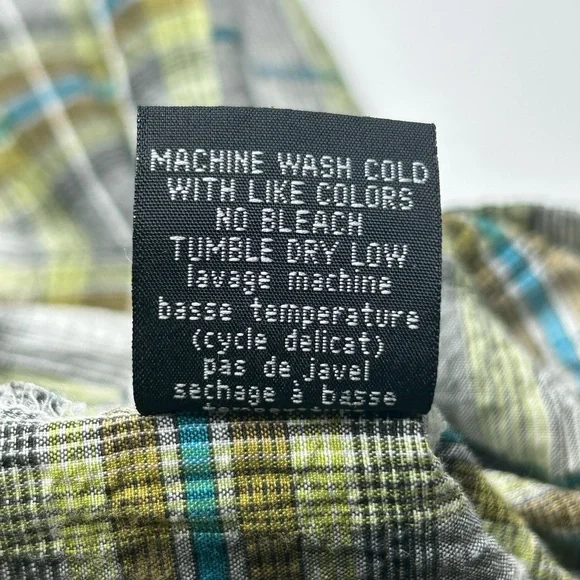 MACHINE WASH COLD
WITH LIKE COLORS
NO BLEACH
TUMBLE DRY LOW
lavage machine
basse temperature
(cycle delicat)
pas de javel
sechage à basse